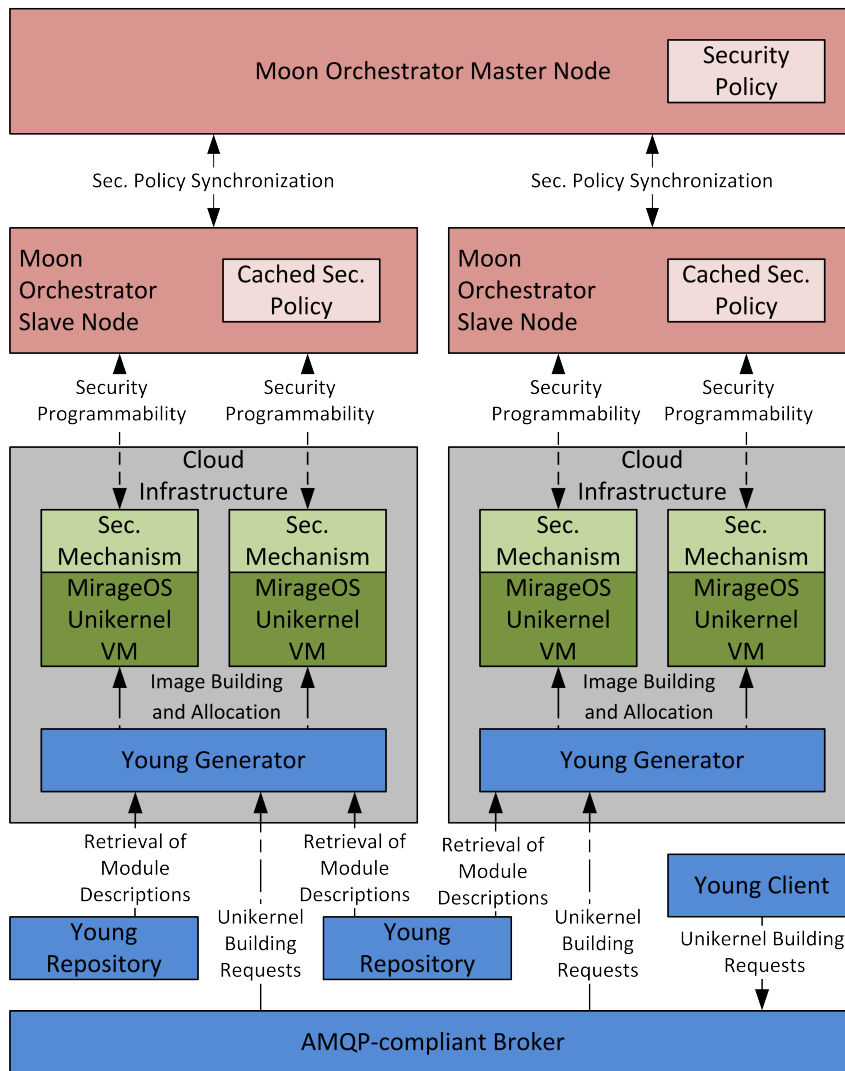 Moon Orchestrator Master Node
Security
Policy
Sec. Policy Synchronization
Sec. Policy Synchronization
Moon
Orchestrator
Slave Node
Cached Sec.
Policy
Moon
Orchestrator
Slave Node
Cached Sec.
Policy
Security
Programmability
Security
Programmability
Security
Programmability
Security
Programmability
Cloud
Infrastructure
Sec.
Mechanism
MirageOS
Unikernel
VM
Sec.
Mechanism
MirageOS
Unikernel
VM
Image Building
and Allocation
Young Generator
Cloud
Infrastructure
Sec.
Mechanism
MirageOS
Unikernel
VM
Sec.
Mechanism
MirageOS
Unikernel
VM
Image Building
and Allocation
Young Generator
Retrieval of
Module
Descriptions
Retrieval of
Module
Descriptions
Retrieval of
Module
Descriptions
Young Client
Young
Repository
Unikernel
Building
Requests
Young
Repository
Unikernel
Building
Requests
Unikernel Building
Requests
AMQP-compliant Broker